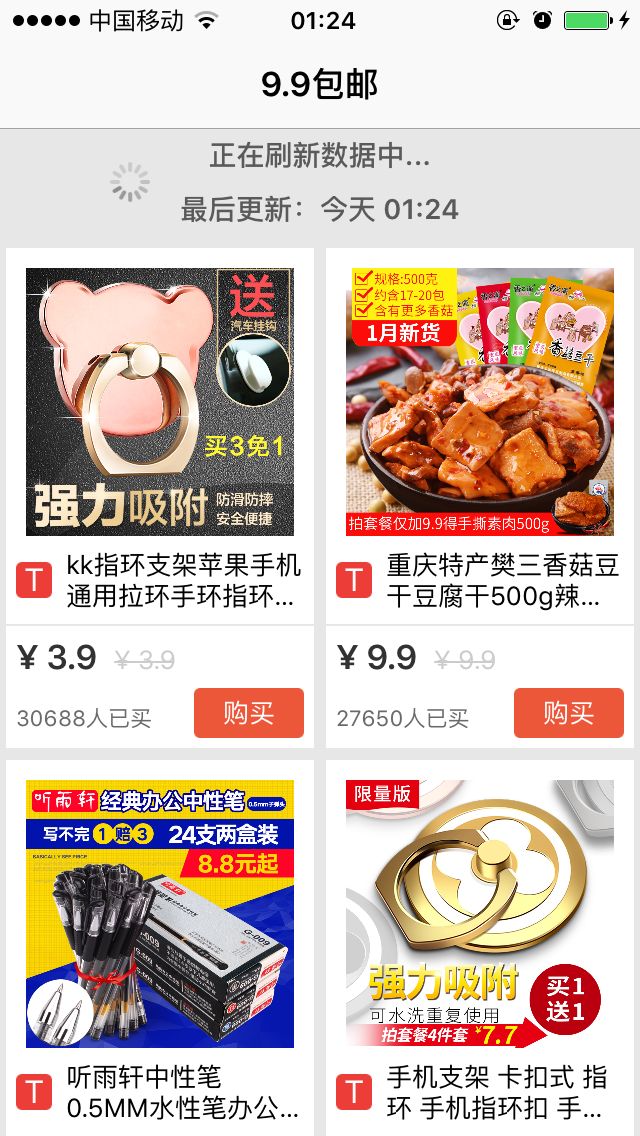 中国移动
01:24
9.9包邮
正在刷新数据中...
最后更新：今天 01:24
送
汽车挂钩
买3免1
强力吸附
防滑防摔
安全便捷
kk指环支架苹果手机
通用拉环手环指环...
¥ 3.9
¥ 3.9
30688人已买
购买
规格:500克
约含17-20包
含有更多香菇
1月新货
香菇豆干
拍套餐仅加9.9得手撕素肉500g
重庆特产樊三香菇豆
干豆腐干500g辣...
¥ 9.9
¥ 9.9
27650人已买
购买
听雨轩
经典办公中性笔
0.5mm子弹头
写不完1赔3
24支两盒装
8.8元起
BASICALLY SEE PRICE
G-009
T
听雨轩中性笔
0.5MM水性笔办公...
限量版
强力吸附
可水洗重复使用
买1
送1
拍套餐4件套 ¥7.7
T
手机支架 卡扣式 指
环 手机指环扣 手...